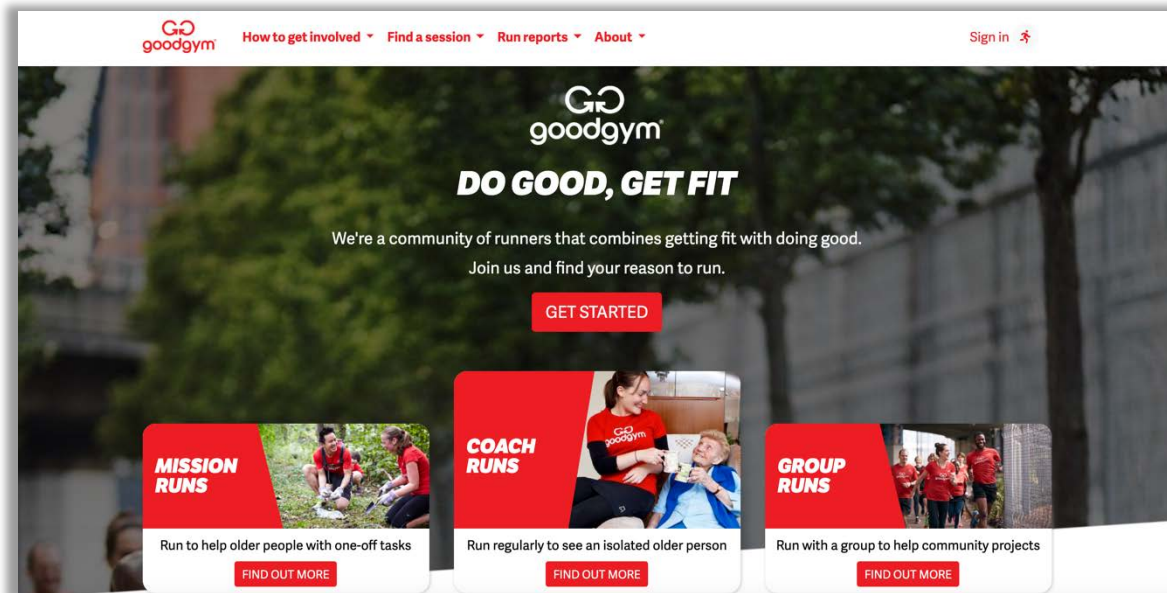 goodgym
How to get involved
Find a session
Run reports
About
Sign in
goodgym
DO GOOD, GET FIT
We're a community of runners that combines getting fit with doing good.
Join us and find your reason to run.
GET STARTED
MISSION
RUNS
Run to help older people with one-off tasks
FIND OUT MORE
COACH
RUNS
goodgym
Run regularly to see an isolated older person
FIND OUT MORE
GROUP
RUNS
Run with a group to help community projects
FIND OUT MORE